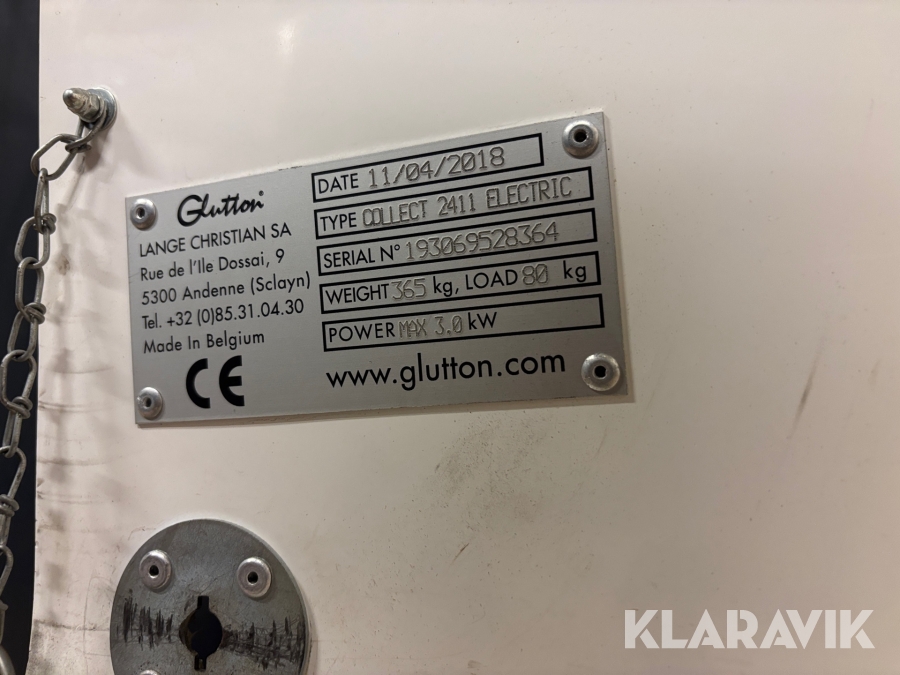 Glutton®
LANGE CHRISTIAN SA
Rue de l'Ile Dossai, 9
5300 Andenne (Sclayn)
Tel. +32 (0)85.31.04.30
Made In Belgium
CE
DATE 11/04/2018
TYPE COLLECT 2411 ELECTRIC
SERIAL N° 193069528364
WEIGHT 365 kg, LOAD 80 kg
POWER MAX 3.0 kW
www.glutton.com
KLARAVIK